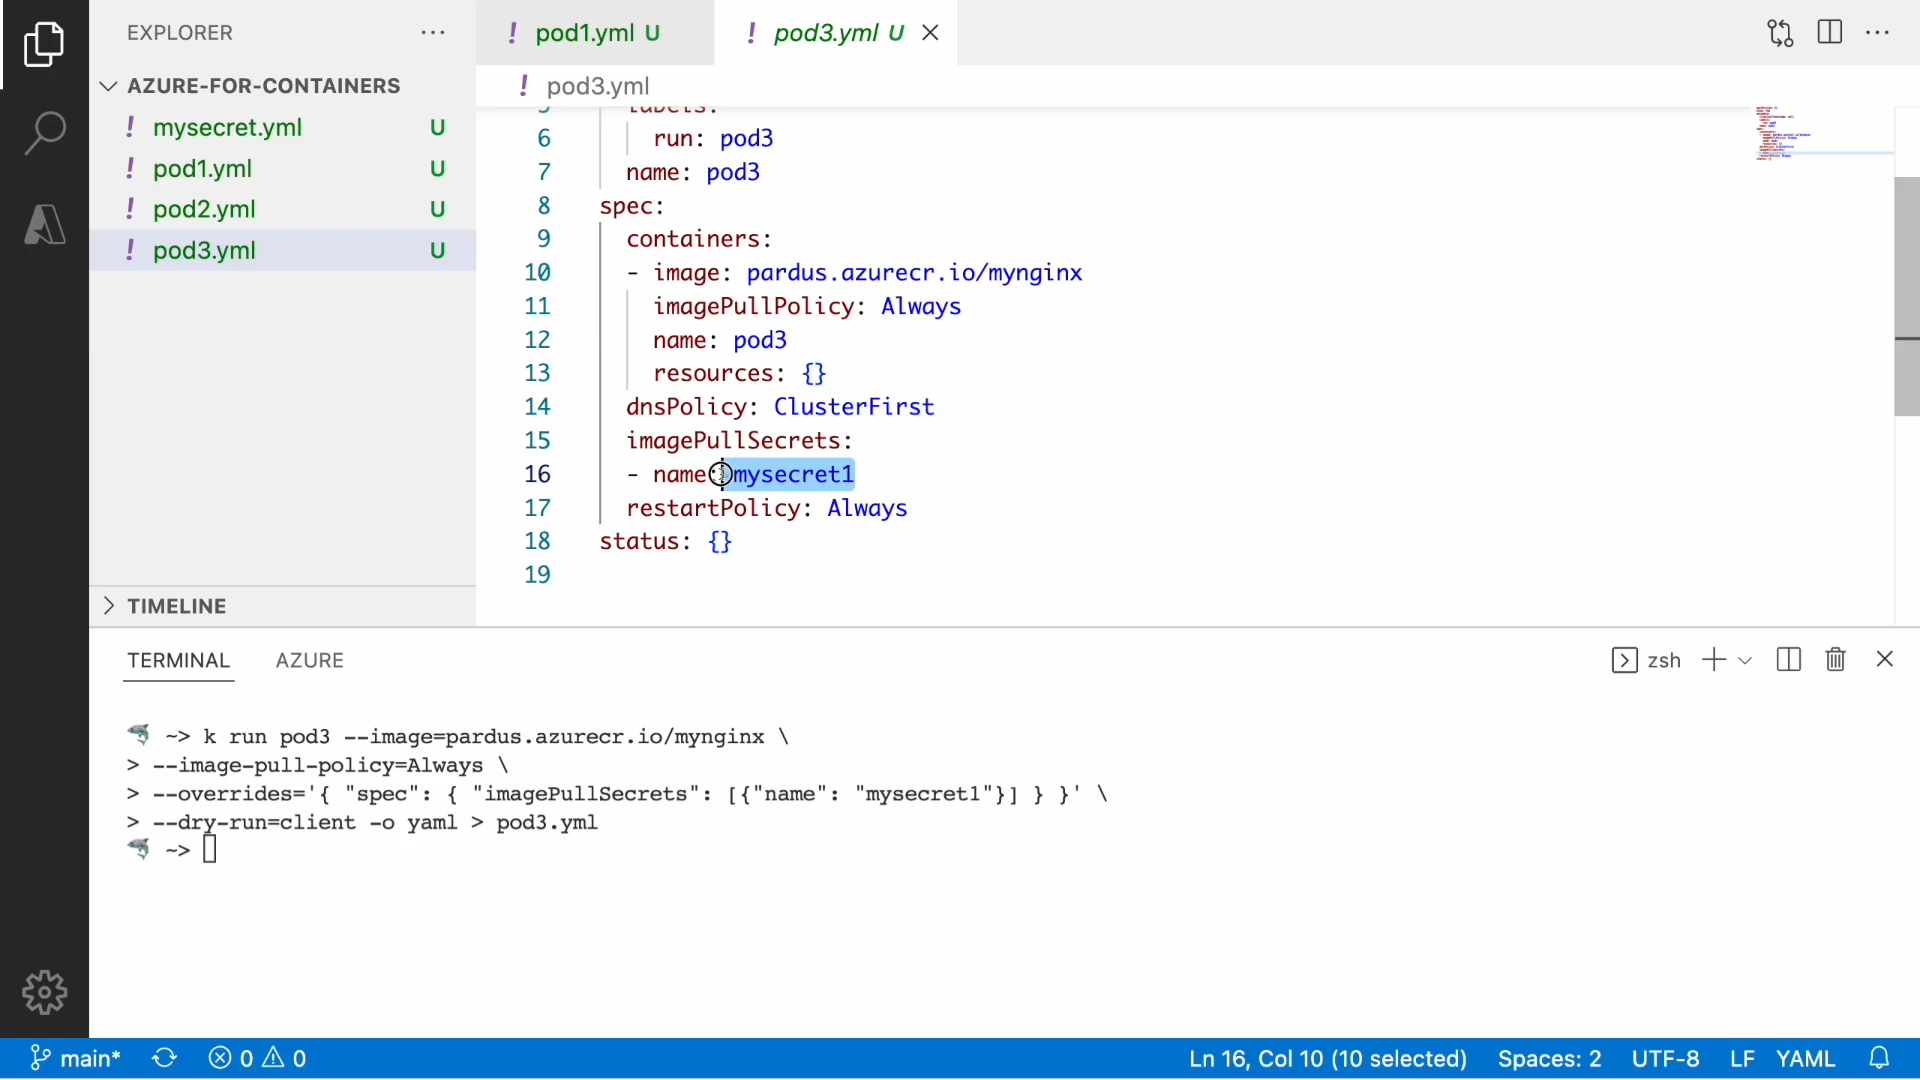 EXPLORER
AZURE-FOR-CONTAINERS
! mysecret.yml U
! pod1.yml U
! pod2.yml U
! pod3.yml U
TIMELINE
! pod1.yml U
! pod3.yml U
! pod3.yml
5 labels:
6 run: pod3
7 name: pod3
8 spec:
9 containers:
10 - image: pardus.azurecr.io/mynginx
11 imagePullPolicy: Always
12 name: pod3
13 resources: {}
14 dnsPolicy: ClusterFirst
15 imagePullSecrets:
16 - name: mysecret1
17 restartPolicy: Always
18 status: {}
19
TERMINAL AZURE
zsh
~> k run pod3 --image=pardus.azurecr.io/mynginx \
> --image-pull-policy=Always \
> --overrides='{ "spec": { "imagePullSecrets": [{"name": "mysecret1"}] } }' \
> --dry-run=client -o yaml > pod3.yml
~>
main* 0 0
Ln 16, Col 10 (10 selected) Spaces: 2 UTF-8 LF YAML